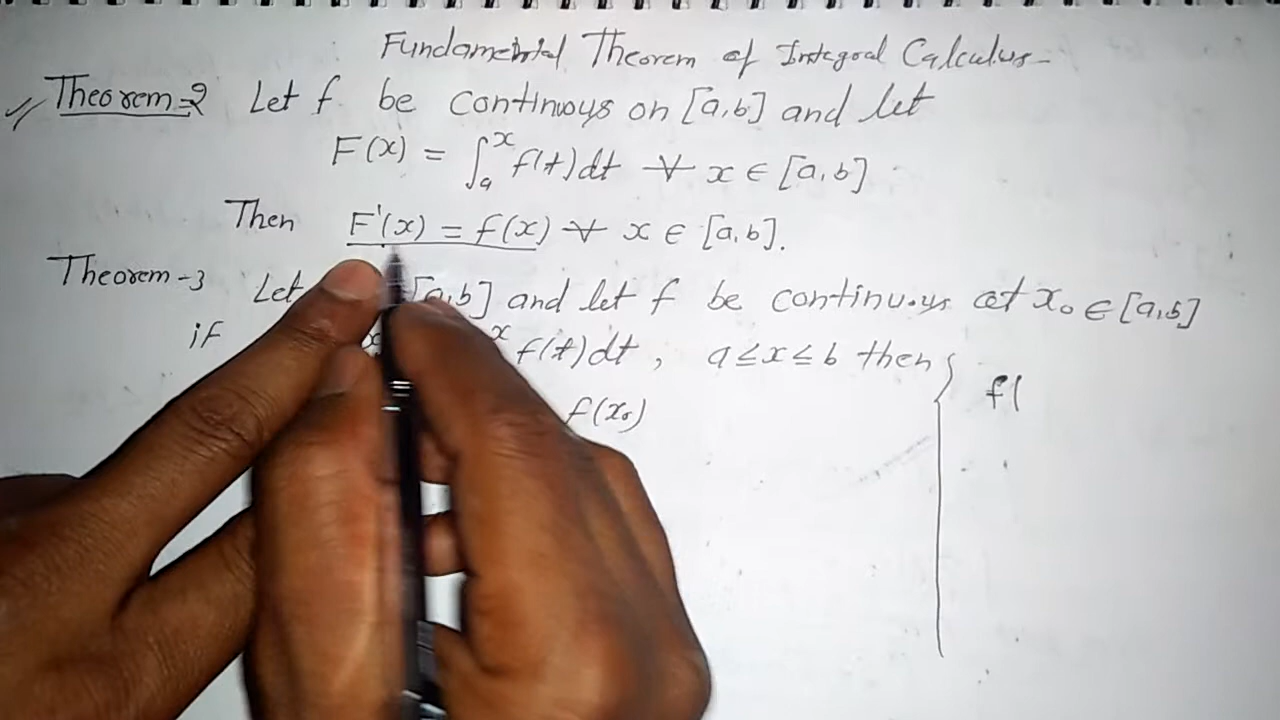 Fundamental Theorem of Integral Calculus-
Theorem-2 Let f be continuous on [a,b] and let
F(x) = ∫ₐˣ f(t)dt ∀ x ∈ [a,b]
Then F'(x) = f(x) ∀ x ∈ [a,b].
Theorem-3 Let [a,b] and let f be continuous at x₀ ∈ [a,b]
if x f(t)dt, a≤x≤b then
f(x₀)
f(